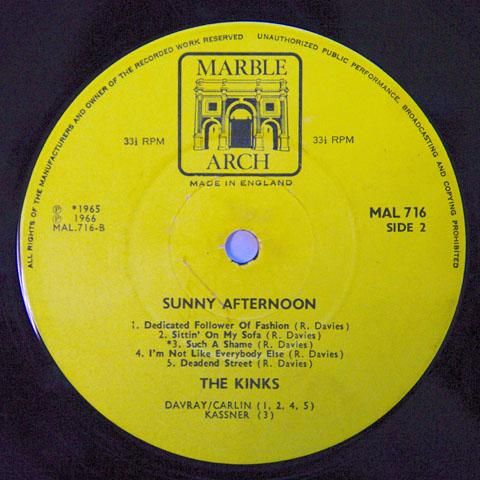 ALL RIGHTS OF THE MANUFACTURERS AND OWNER OF THE RECORDED WORK RESERVED   UNAUTHORIZED PUBLIC PERFORMANCE, BROADCASTING AND COPYING PROHIBITED
MARBLE
ARCH
33⅓ RPM   33⅓ RPM
MADE IN ENGLAND
℗ *1965
℗ 1966
MAL.716-B
MAL 716
SIDE 2
SUNNY AFTERNOON
1. Dedicated Follower Of Fashion (R. Davies)
2. Sittin' On My Sofa (R. Davies)
*3. Such A Shame (R. Davies)
4. I'm Not Like Everybody Else (R. Davies)
5. Deadend Street (R. Davies)
THE KINKS
DAVRAY/CARLIN (1, 2, 4, 5)
KASSNER (3)